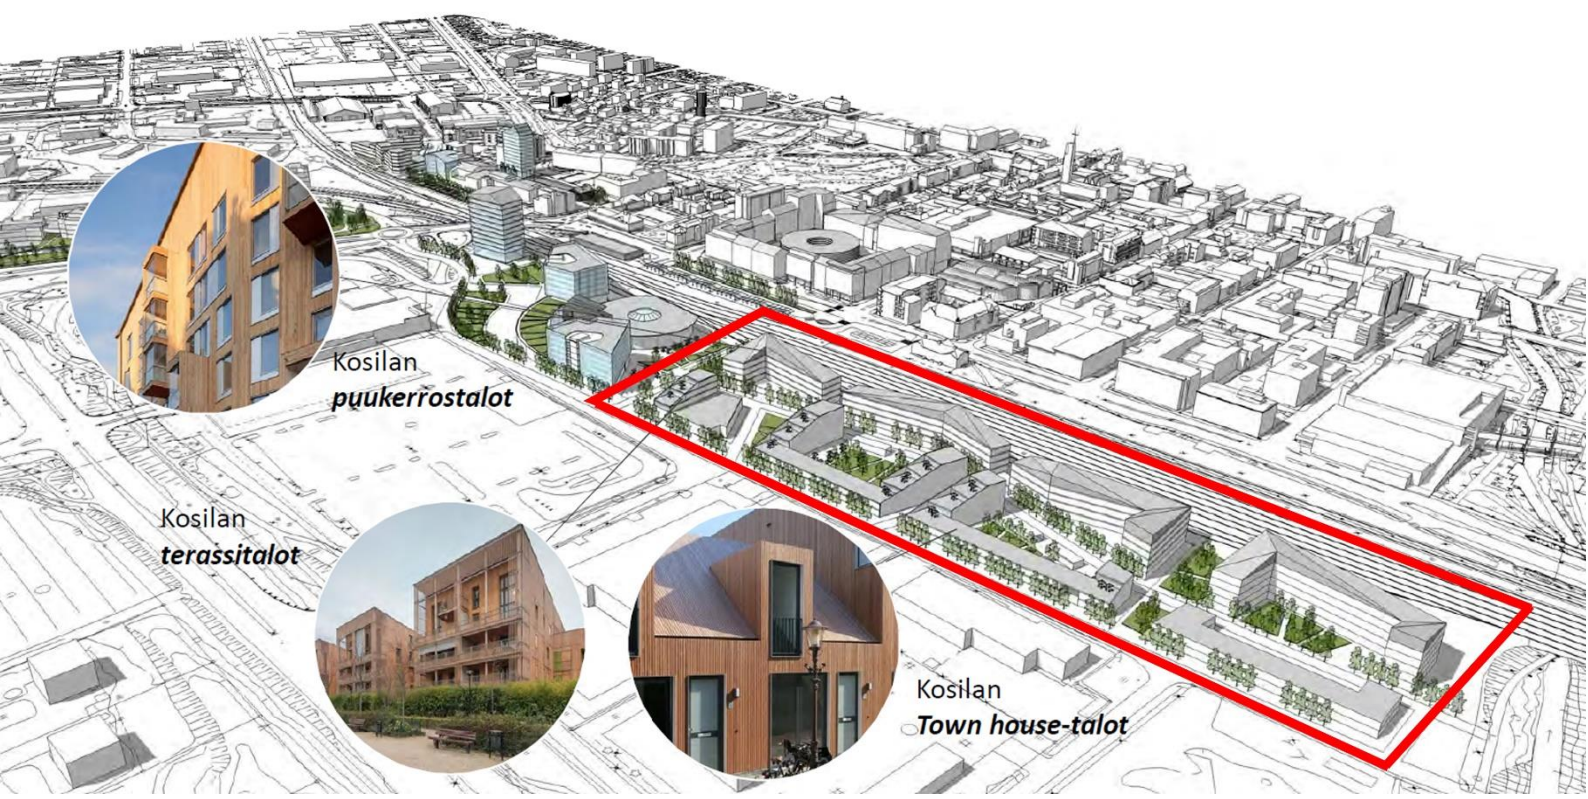 Kosilan
puukerrostalot
Kosilan
terassitalot
Kosilan
Town house-talot